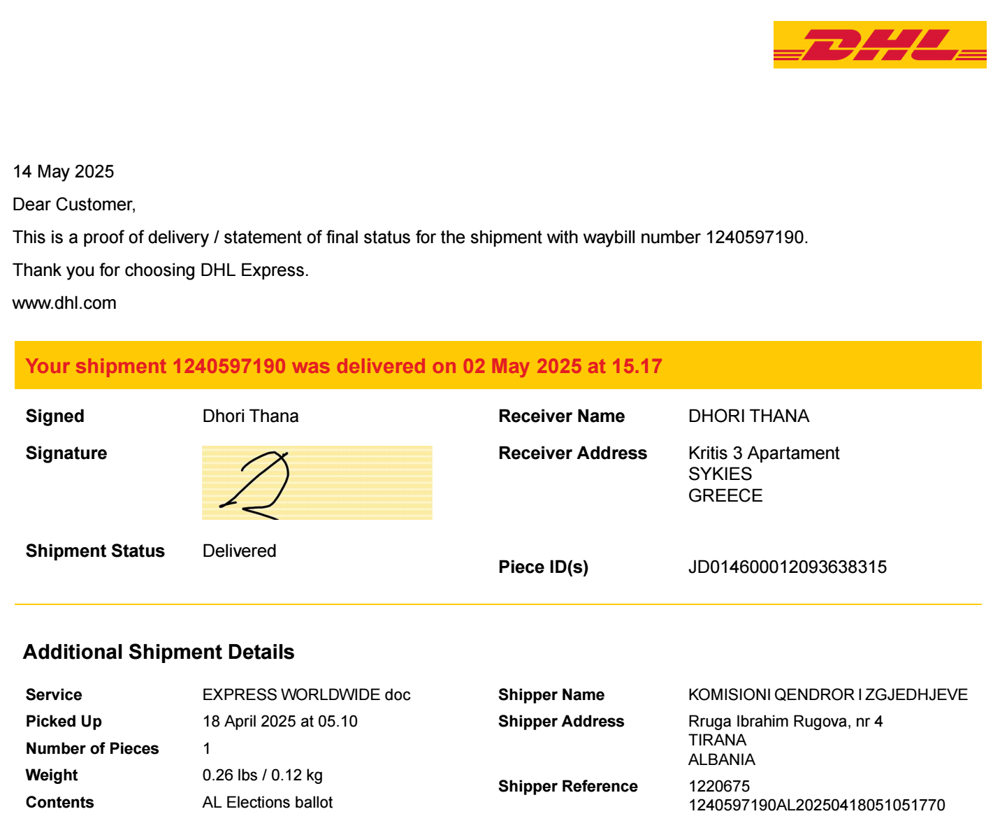 DHL
14 May 2025
Dear Customer,
This is a proof of delivery / statement of final status for the shipment with waybill number 1240597190.
Thank you for choosing DHL Express.
www.dhl.com
Your shipment 1240597190 was delivered on 02 May 2025 at 15.17
Signed Dhori Thana
Receiver Name DHORI THANA
Signature
Receiver Address Kritis 3 Apartament
SYKIES
GREECE
Shipment Status Delivered
Piece ID(s) JD014600012093638315
Additional Shipment Details
Service EXPRESS WORLDWIDE doc
Shipper Name KOMISIONI QENDROR I ZGJEDHJEVE
Picked Up 18 April 2025 at 05.10
Shipper Address Rruga Ibrahim Rugova, nr 4
TIRANA
ALBANIA
Number of Pieces 1
Weight 0.26 lbs / 0.12 kg
Shipper Reference 1220675
1240597190AL20250418051051770
Contents AL Elections ballot